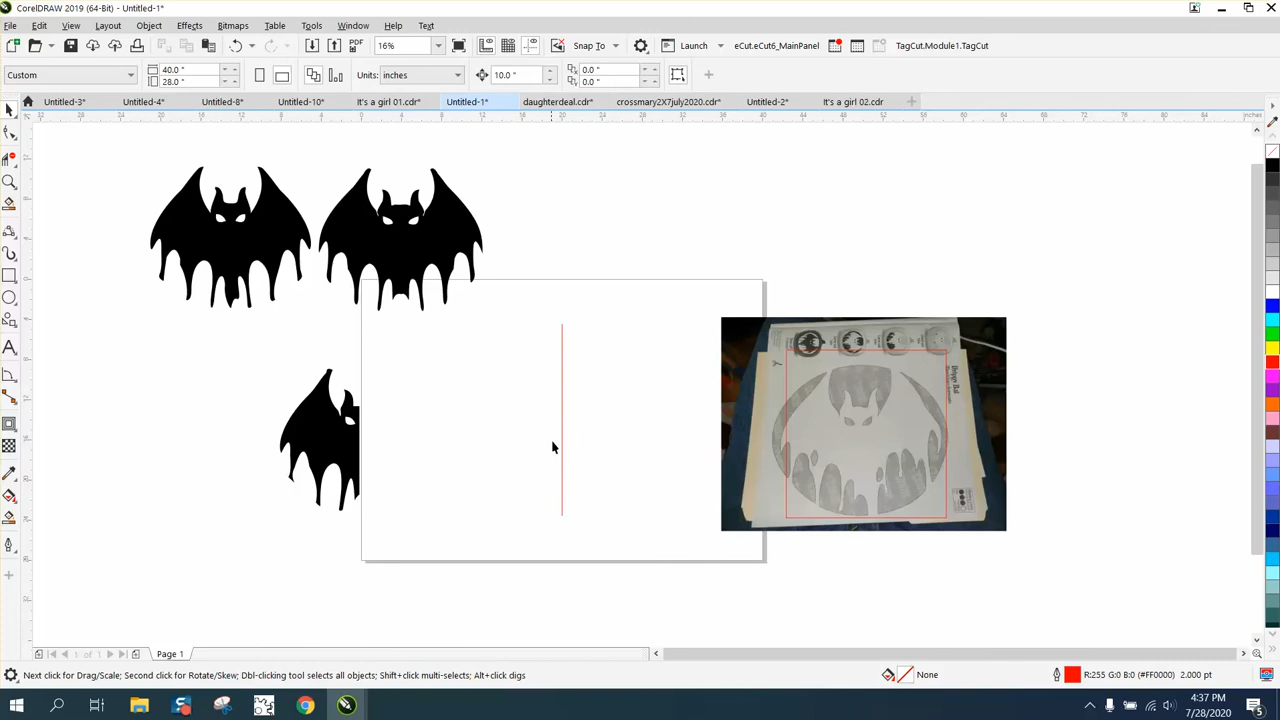 CorelDRAW 2019 (64-Bit) - Untitled-1*
File Edit View Layout Object Effects Bitmaps Table Tools Window Help Text
PDF 16% Snap To Launch eCut.eCut6_MainPanel TagCut.Module1.TagCut
Custom 40.0 " 28.0 " Units: inches 10.0 " 0.0 " 0.0 "
Untitled-3* Untitled-4* Untitled-8* Untitled-10* It's a girl 01.cdr* Untitled-1* daughterdeal.cdr* crossmary2X7july2020.cdr* Untitled-2* It's a girl 02.cdr
inches
1 of 1 Page 1
Next click for Drag/Scale; Second click for Rotate/Skew; Dbl-clicking tool selects all objects; Shift+click multi-selects; Alt+click digs None R:255 G:0 B:0 (#FF0000) 2.000 pt
4:37 PM
7/28/2020
5